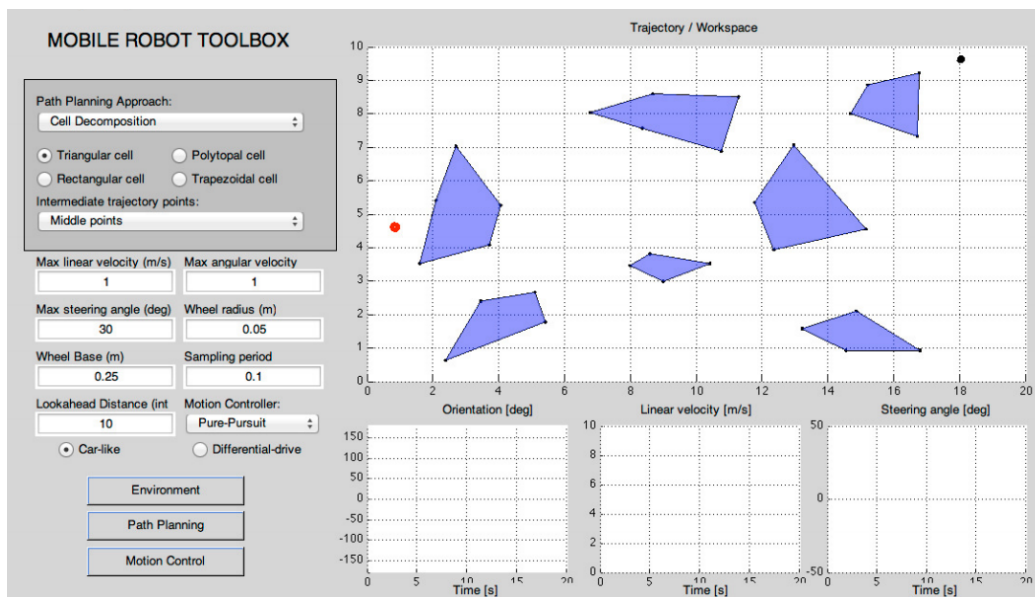 MOBILE ROBOT TOOLBOX
Path Planning Approach:
Cell Decomposition
Triangular cell Polytopal cell
Rectangular cell Trapezoidal cell
Intermediate trajectory points:
Middle points
Max linear velocity (m/s) Max angular velocity
1 1
Max steering angle (deg) Wheel radius (m)
30 0.05
Wheel Base (m) Sampling period
0.25 0.1
Lookahead Distance (int Motion Controller:
10 Pure-Pursuit
Car-like Differential-drive
Environment
Path Planning
Motion Control
Trajectory / Workspace
10
9
8
7
6
5
4
3
2
1
0
0 2 4 6 8 10 12 14 16 18 20
Orientation [deg]
150
100
50
0
-50
-100
-150
0 5 10 15 20
Time [s]
Linear velocity [m/s]
10
8
6
4
2
0
0 5 10 15 20
Time [s]
Steering angle [deg]
50
0
-50
0 5 10 15 20
Time [s]